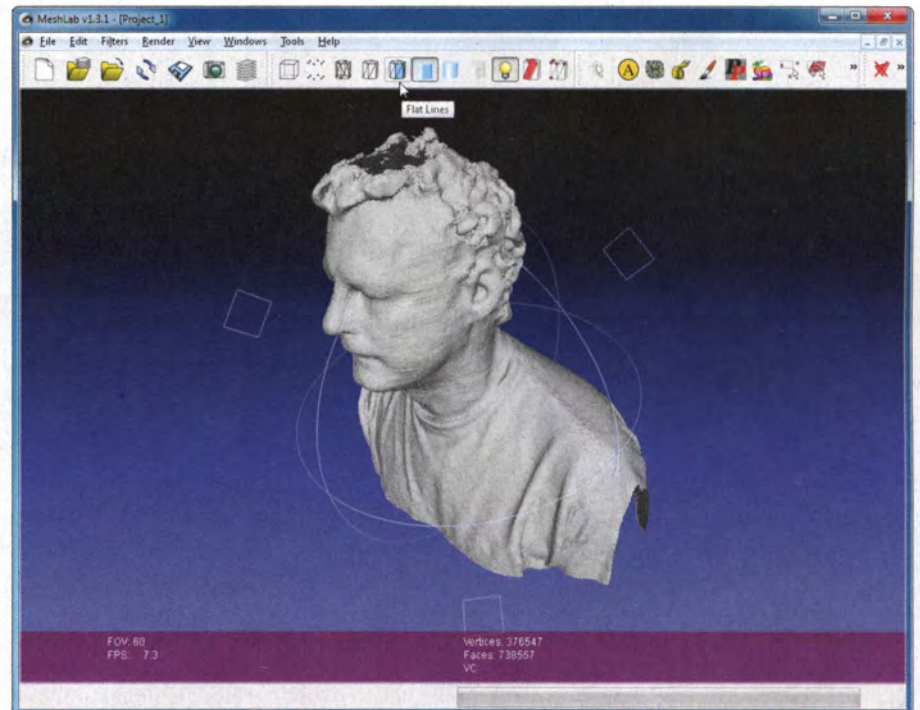 MeshLab v1.3.1 - [Project_1]
File Edit Filters Render View Windows Tools Help
A
Flat Lines
FOV: 60
FPS: 7.3
Vertices: 376547
Faces: 738557
VC